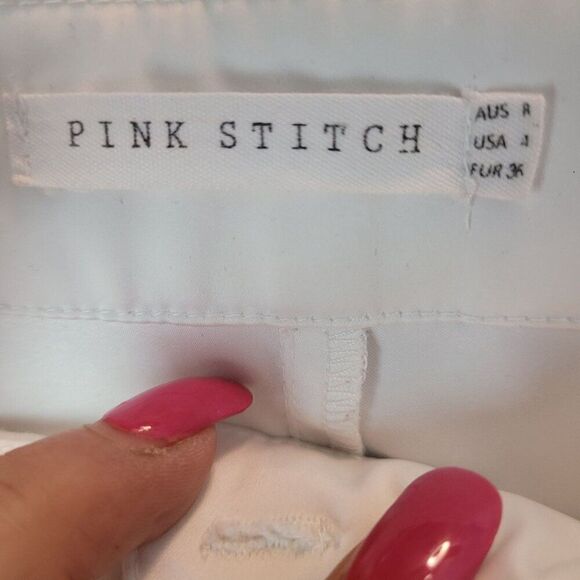 PINK STITCH
AUS 8
USA 4
EUR 36